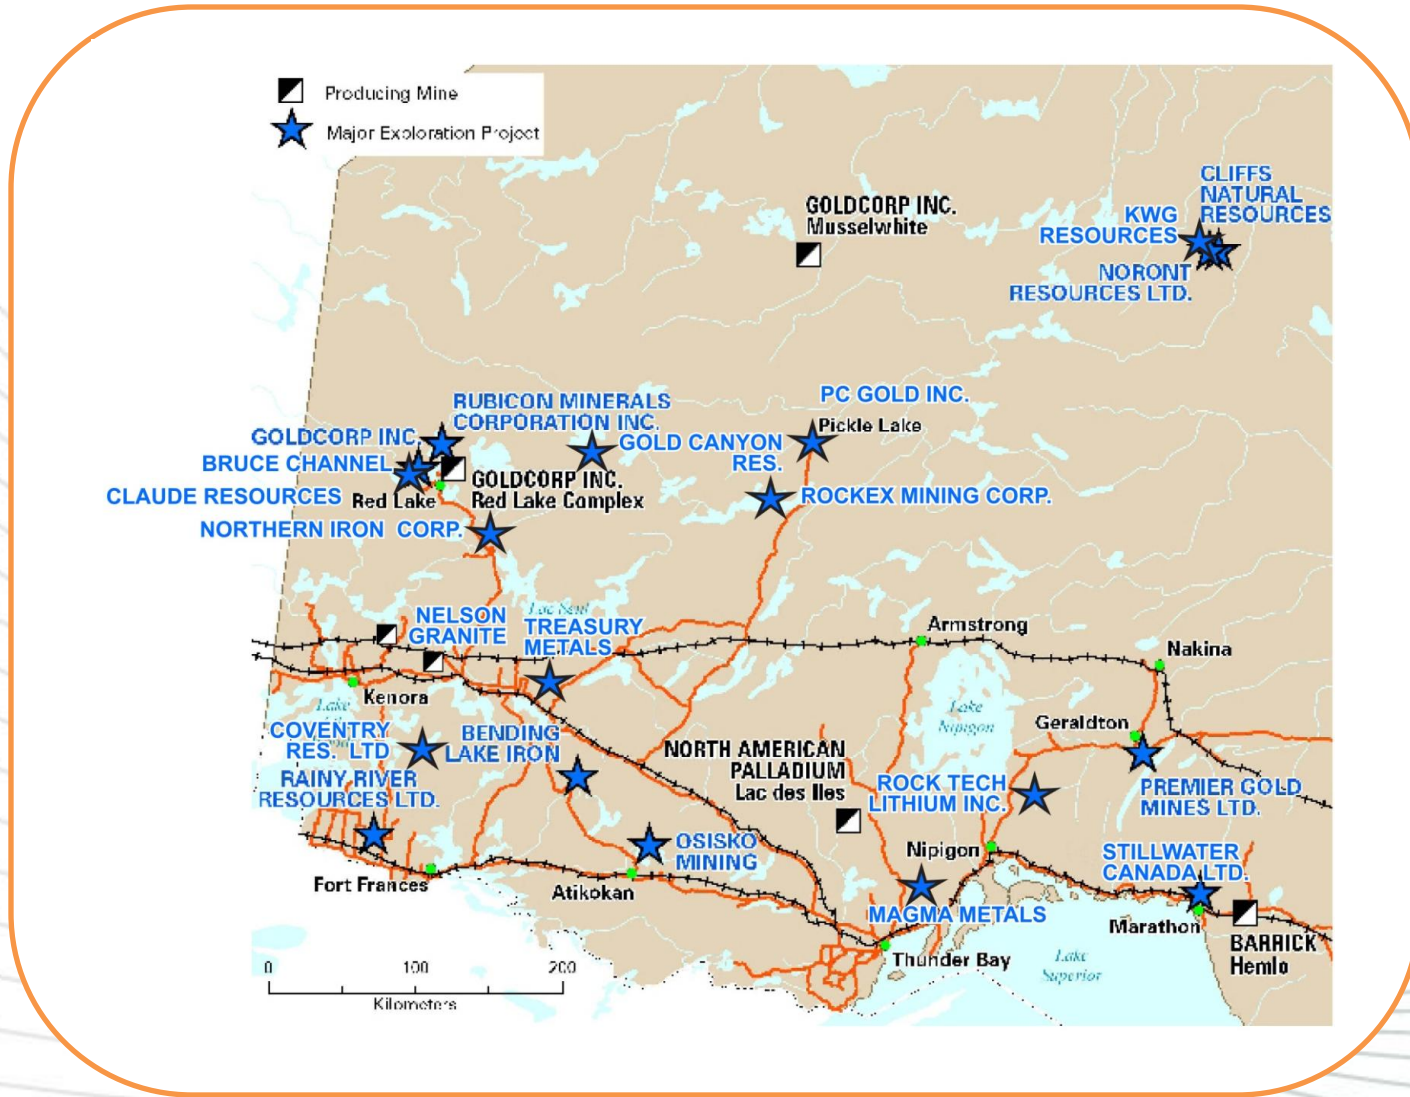 Producing Mine
Major Exploration Project
CLIFFS
NATURAL
RESOURCES
KWG
RESOURCES
NORONT
RESOURCES LTD.
GOLDCORP INC.
Musselwhite
RUBICON MINERALS
CORPORATION INC.
PC GOLD INC.
Pickle Lake
GOLDCORP INC.
BRUCE CHANNEL
CLAUDE RESOURCES
Red Lake
GOLDCORP INC.
Red Lake Complex
GOLD CANYON
RES.
ROCKEX MINING CORP.
NORTHERN IRON CORP.
Lac Seul
NELSON
GRANITE
TREASURY
METALS
Armstrong
Nakina
Kenora
Lake
Lake
Nipigon
Geraldton
COVENTRY
RES. LTD
BENDING
LAKE IRON
NORTH AMERICAN
PALLADIUM
Lac des Iles
RAINY RIVER
RESOURCES LTD.
ROCK TECH
LITHIUM INC.
PREMIER GOLD
MINES LTD.
OSISKO
MINING
Nipigon
STILLWATER
CANADA LTD.
Fort Frances
Atikokan
MAGMA METALS
Marathon
BARRICK
Hemlo
Thunder Bay
Lake
Superior
0 100 200
Kilometers